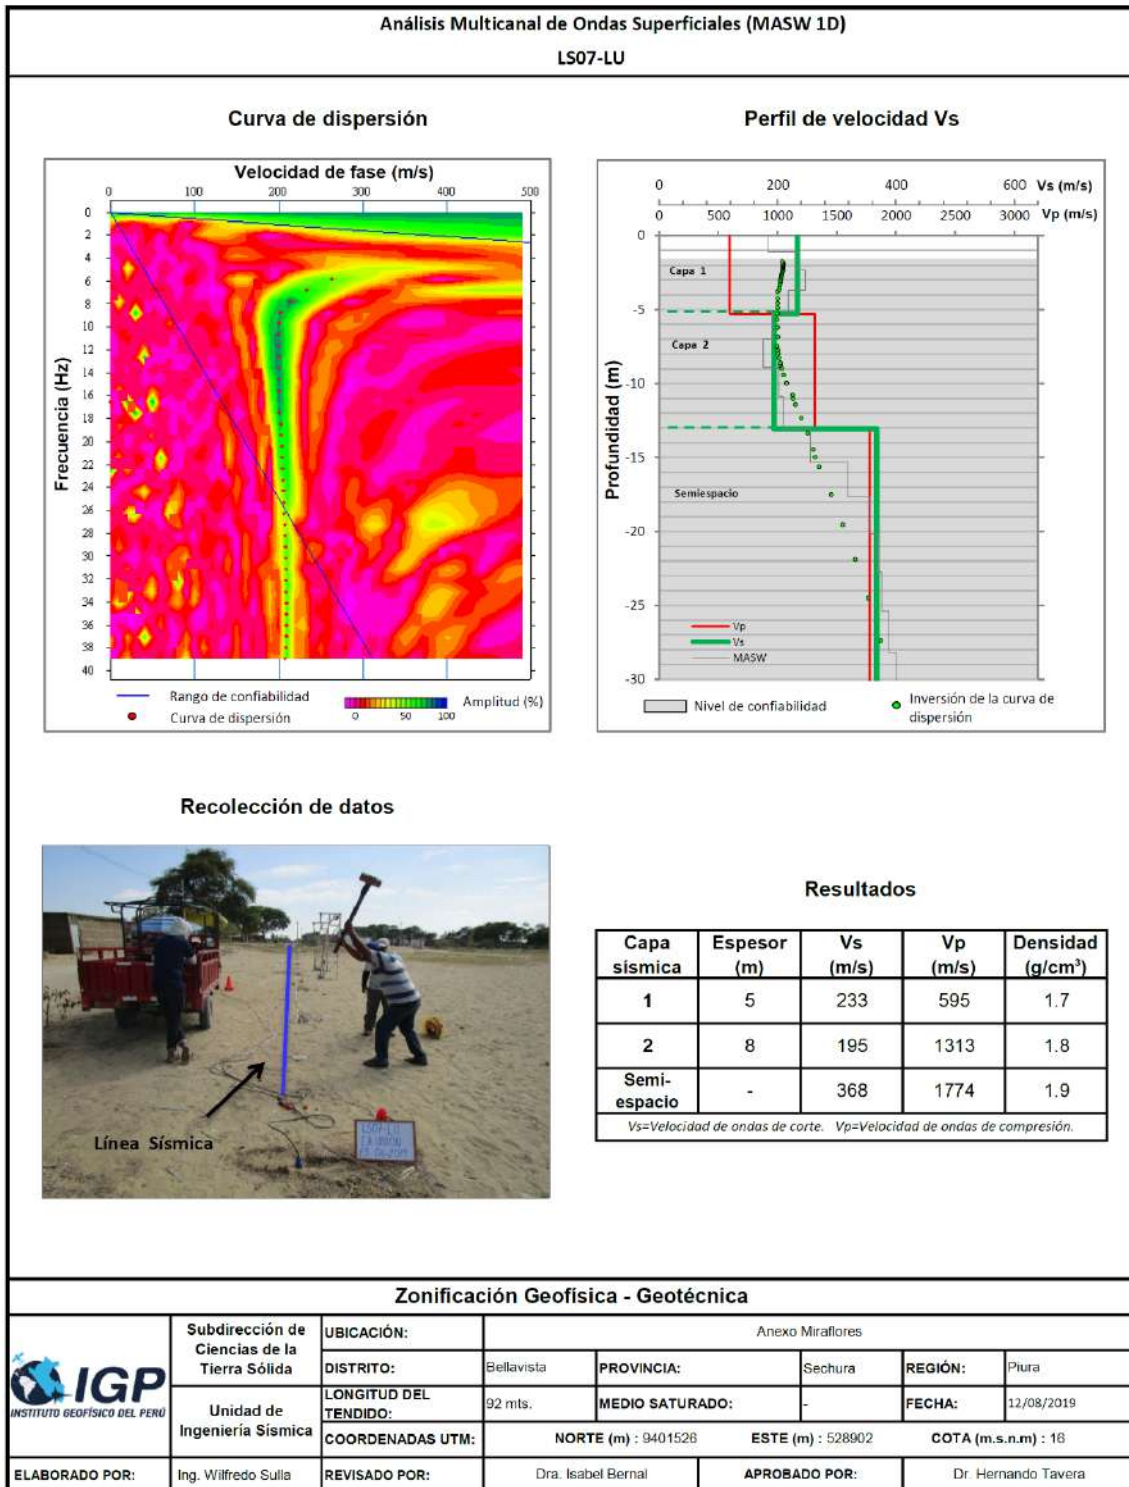 Análisis Multicanal de Ondas Superficiales (MASW 1D)
LS07-LU
Curva de dispersión
Velocidad de fase (m/s)
0 100 200 300 400 500
Frecuencia (Hz)
0
2
4
6
8
10
12
14
16
18
20
22
24
26
28
30
32
34
36
38
40
Rango de confiabilidad
Curva de dispersión
Amplitud (%)
0 50 100
Perfil de velocidad Vs
0 200 400 600 Vs (m/s)
0 500 1000 1500 2000 2500 3000 Vp (m/s)
Profundidad (m)
0
-5
-10
-15
-20
-25
-30
Capa 1
Capa 2
Semiespacio
Vp
Vs
MASW
Nivel de confiabilidad
Inversión de la curva de
dispersión
Recolección de datos
Línea Sísmica
LS07-LU
Resultados
Capa sísmica Espesor (m) Vs (m/s) Vp (m/s) Densidad (g/cm³)
1 5 233 595 1.7
2 8 195 1313 1.8
Semi-espacio - 368 1774 1.9
Vs=Velocidad de ondas de corte. Vp=Velocidad de ondas de compresión.
Zonificación Geofísica - Geotécnica
IGP
INSTITUTO GEOFÍSICO DEL PERÚ
Subdirección de
Ciencias de la
Tierra Sólida
Unidad de
Ingeniería Sísmica
UBICACIÓN: Anexo Miraflores
DISTRITO: Bellavista PROVINCIA: Sechura REGIÓN: Piura
LONGITUD DEL TENDIDO: 92 mts. MEDIO SATURADO: - FECHA: 12/08/2019
COORDENADAS UTM: NORTE (m) : 9401526 ESTE (m) : 528902 COTA (m.s.n.m) : 16
ELABORADO POR: Ing. Wilfredo Sulla REVISADO POR: Dra. Isabel Bernal APROBADO POR: Dr. Hernando Tavera